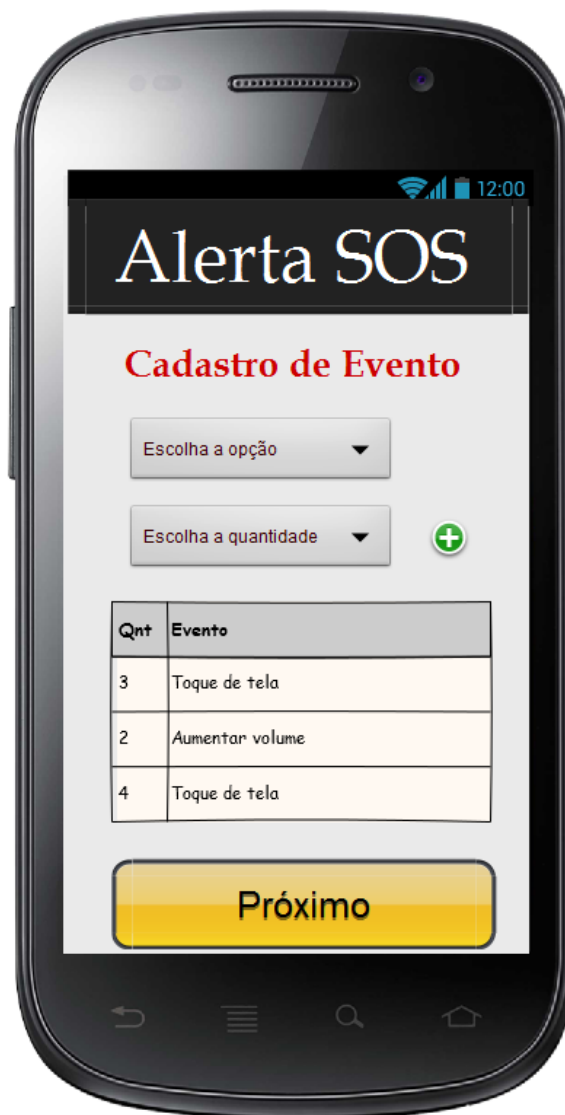 12:00
Alerta SOS
Cadastro de Evento
Escolha a opção
Escolha a quantidade
Qnt Evento
3 Toque de tela
2 Aumentar volume
4 Toque de tela
Próximo